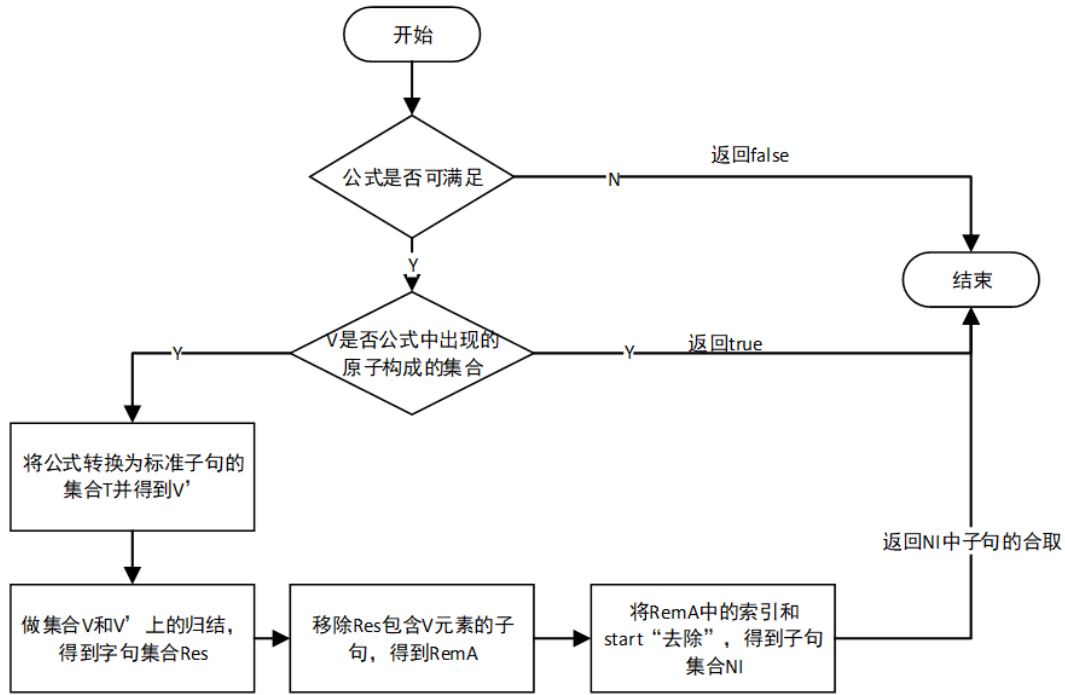 开始
公式是否可满足
N
返回false
Y
结束
V是否公式中出现的
原子构成的集合
Y
Y
返回true
将公式转换为标准子句的
集合T并得到V’
返回NI中子句的合取
做集合V和V’上的归结，
得到字句集合Res
移除Res包含V元素的子
句，得到RemA
将RemA中的索引和
start“去除”，得到子句
集合NI